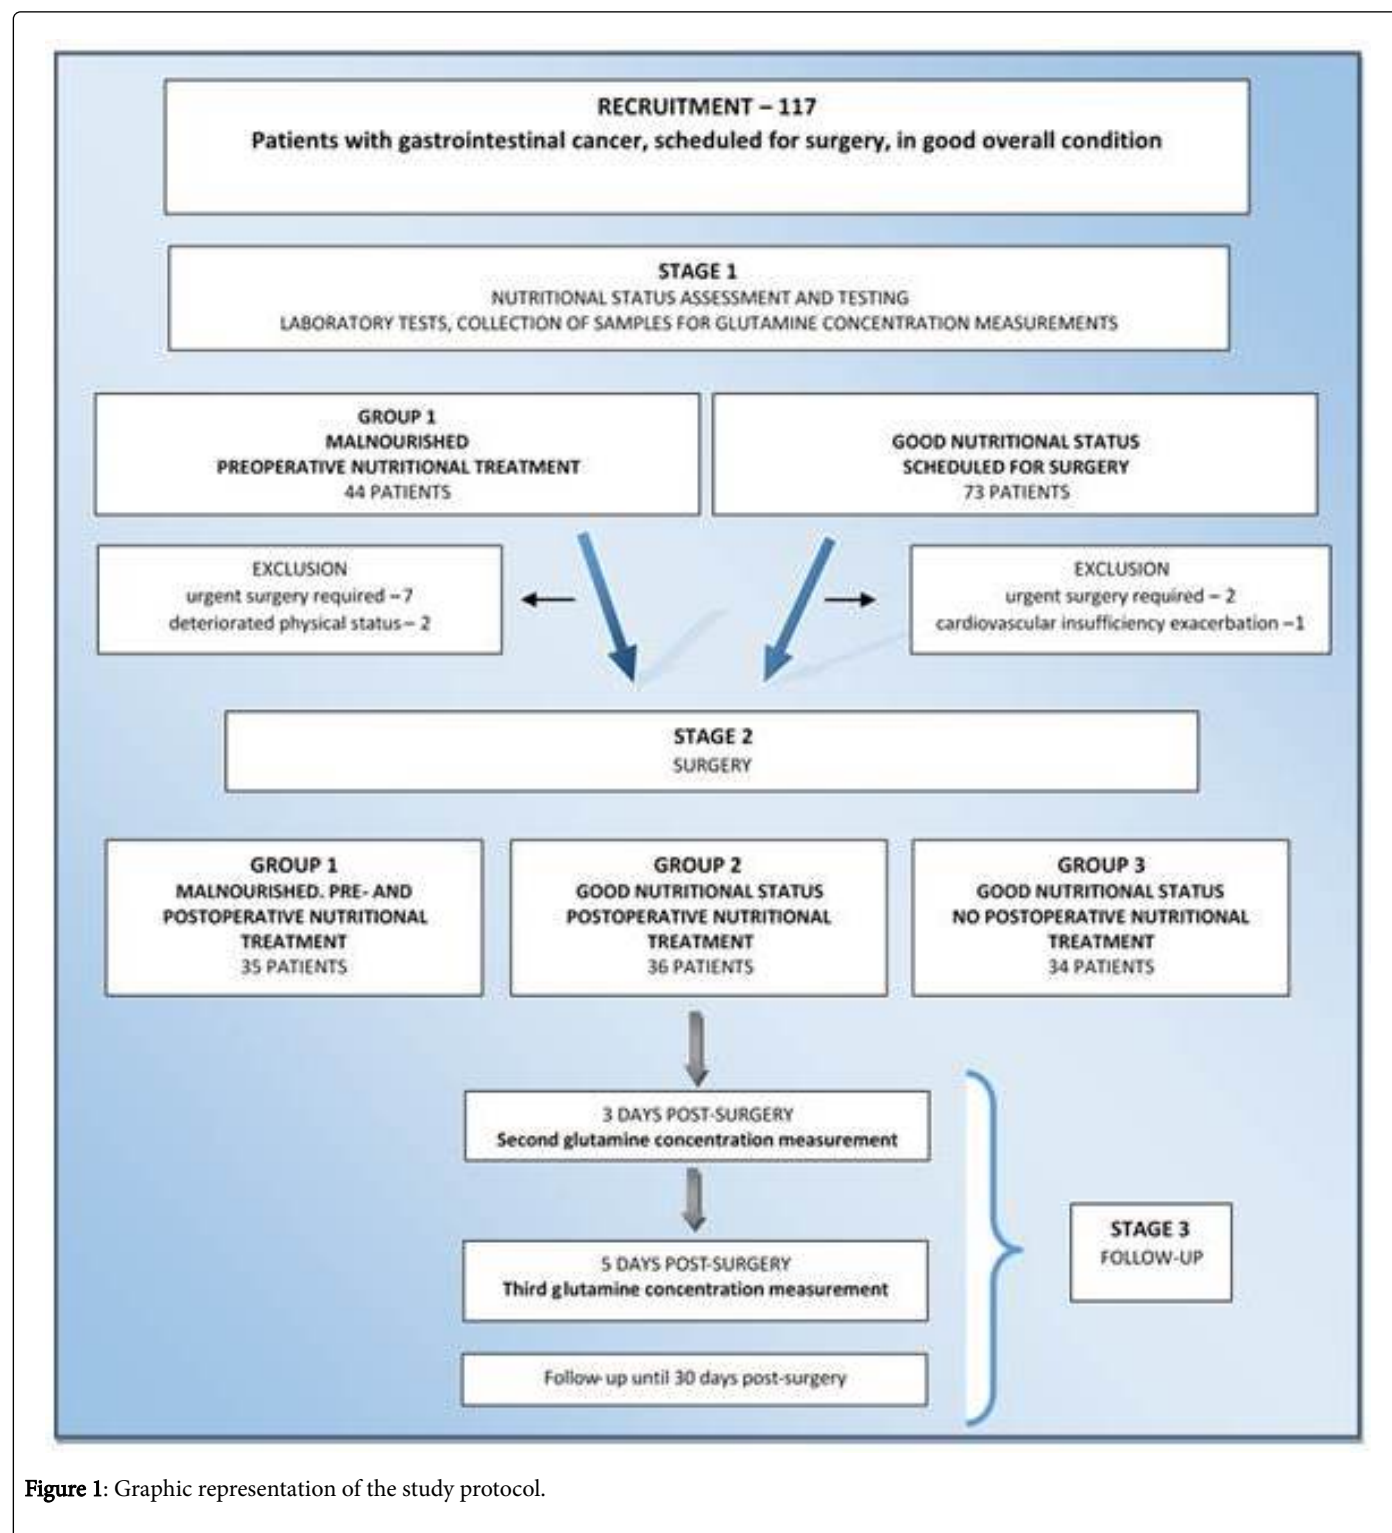 RECRUITMENT – 117
Patients with gastrointestinal cancer, scheduled for surgery, in good overall condition
STAGE 1
NUTRITIONAL STATUS ASSESSMENT AND TESTING
LABORATORY TESTS, COLLECTION OF SAMPLES FOR GLUTAMINE CONCENTRATION MEASUREMENTS
GROUP 1
MALNOURISHED
PREOPERATIVE NUTRITIONAL TREATMENT
44 PATIENTS
GOOD NUTRITIONAL STATUS
SCHEDULED FOR SURGERY
73 PATIENTS
EXCLUSION
urgent surgery required – 7
deteriorated physical status – 2
EXCLUSION
urgent surgery required – 2
cardiovascular insufficiency exacerbation – 1
STAGE 2
SURGERY
GROUP 1
MALNOURISHED. PRE- AND
POSTOPERATIVE NUTRITIONAL
TREATMENT
35 PATIENTS
GROUP 2
GOOD NUTRITIONAL STATUS
POSTOPERATIVE NUTRITIONAL
TREATMENT
36 PATIENTS
GROUP 3
GOOD NUTRITIONAL STATUS
NO POSTOPERATIVE NUTRITIONAL
TREATMENT
34 PATIENTS
3 DAYS POST-SURGERY
Second glutamine concentration measurement
5 DAYS POST-SURGERY
Third glutamine concentration measurement
Follow-up until 30 days post-surgery
STAGE 3
FOLLOW-UP
Figure 1: Graphic representation of the study protocol.